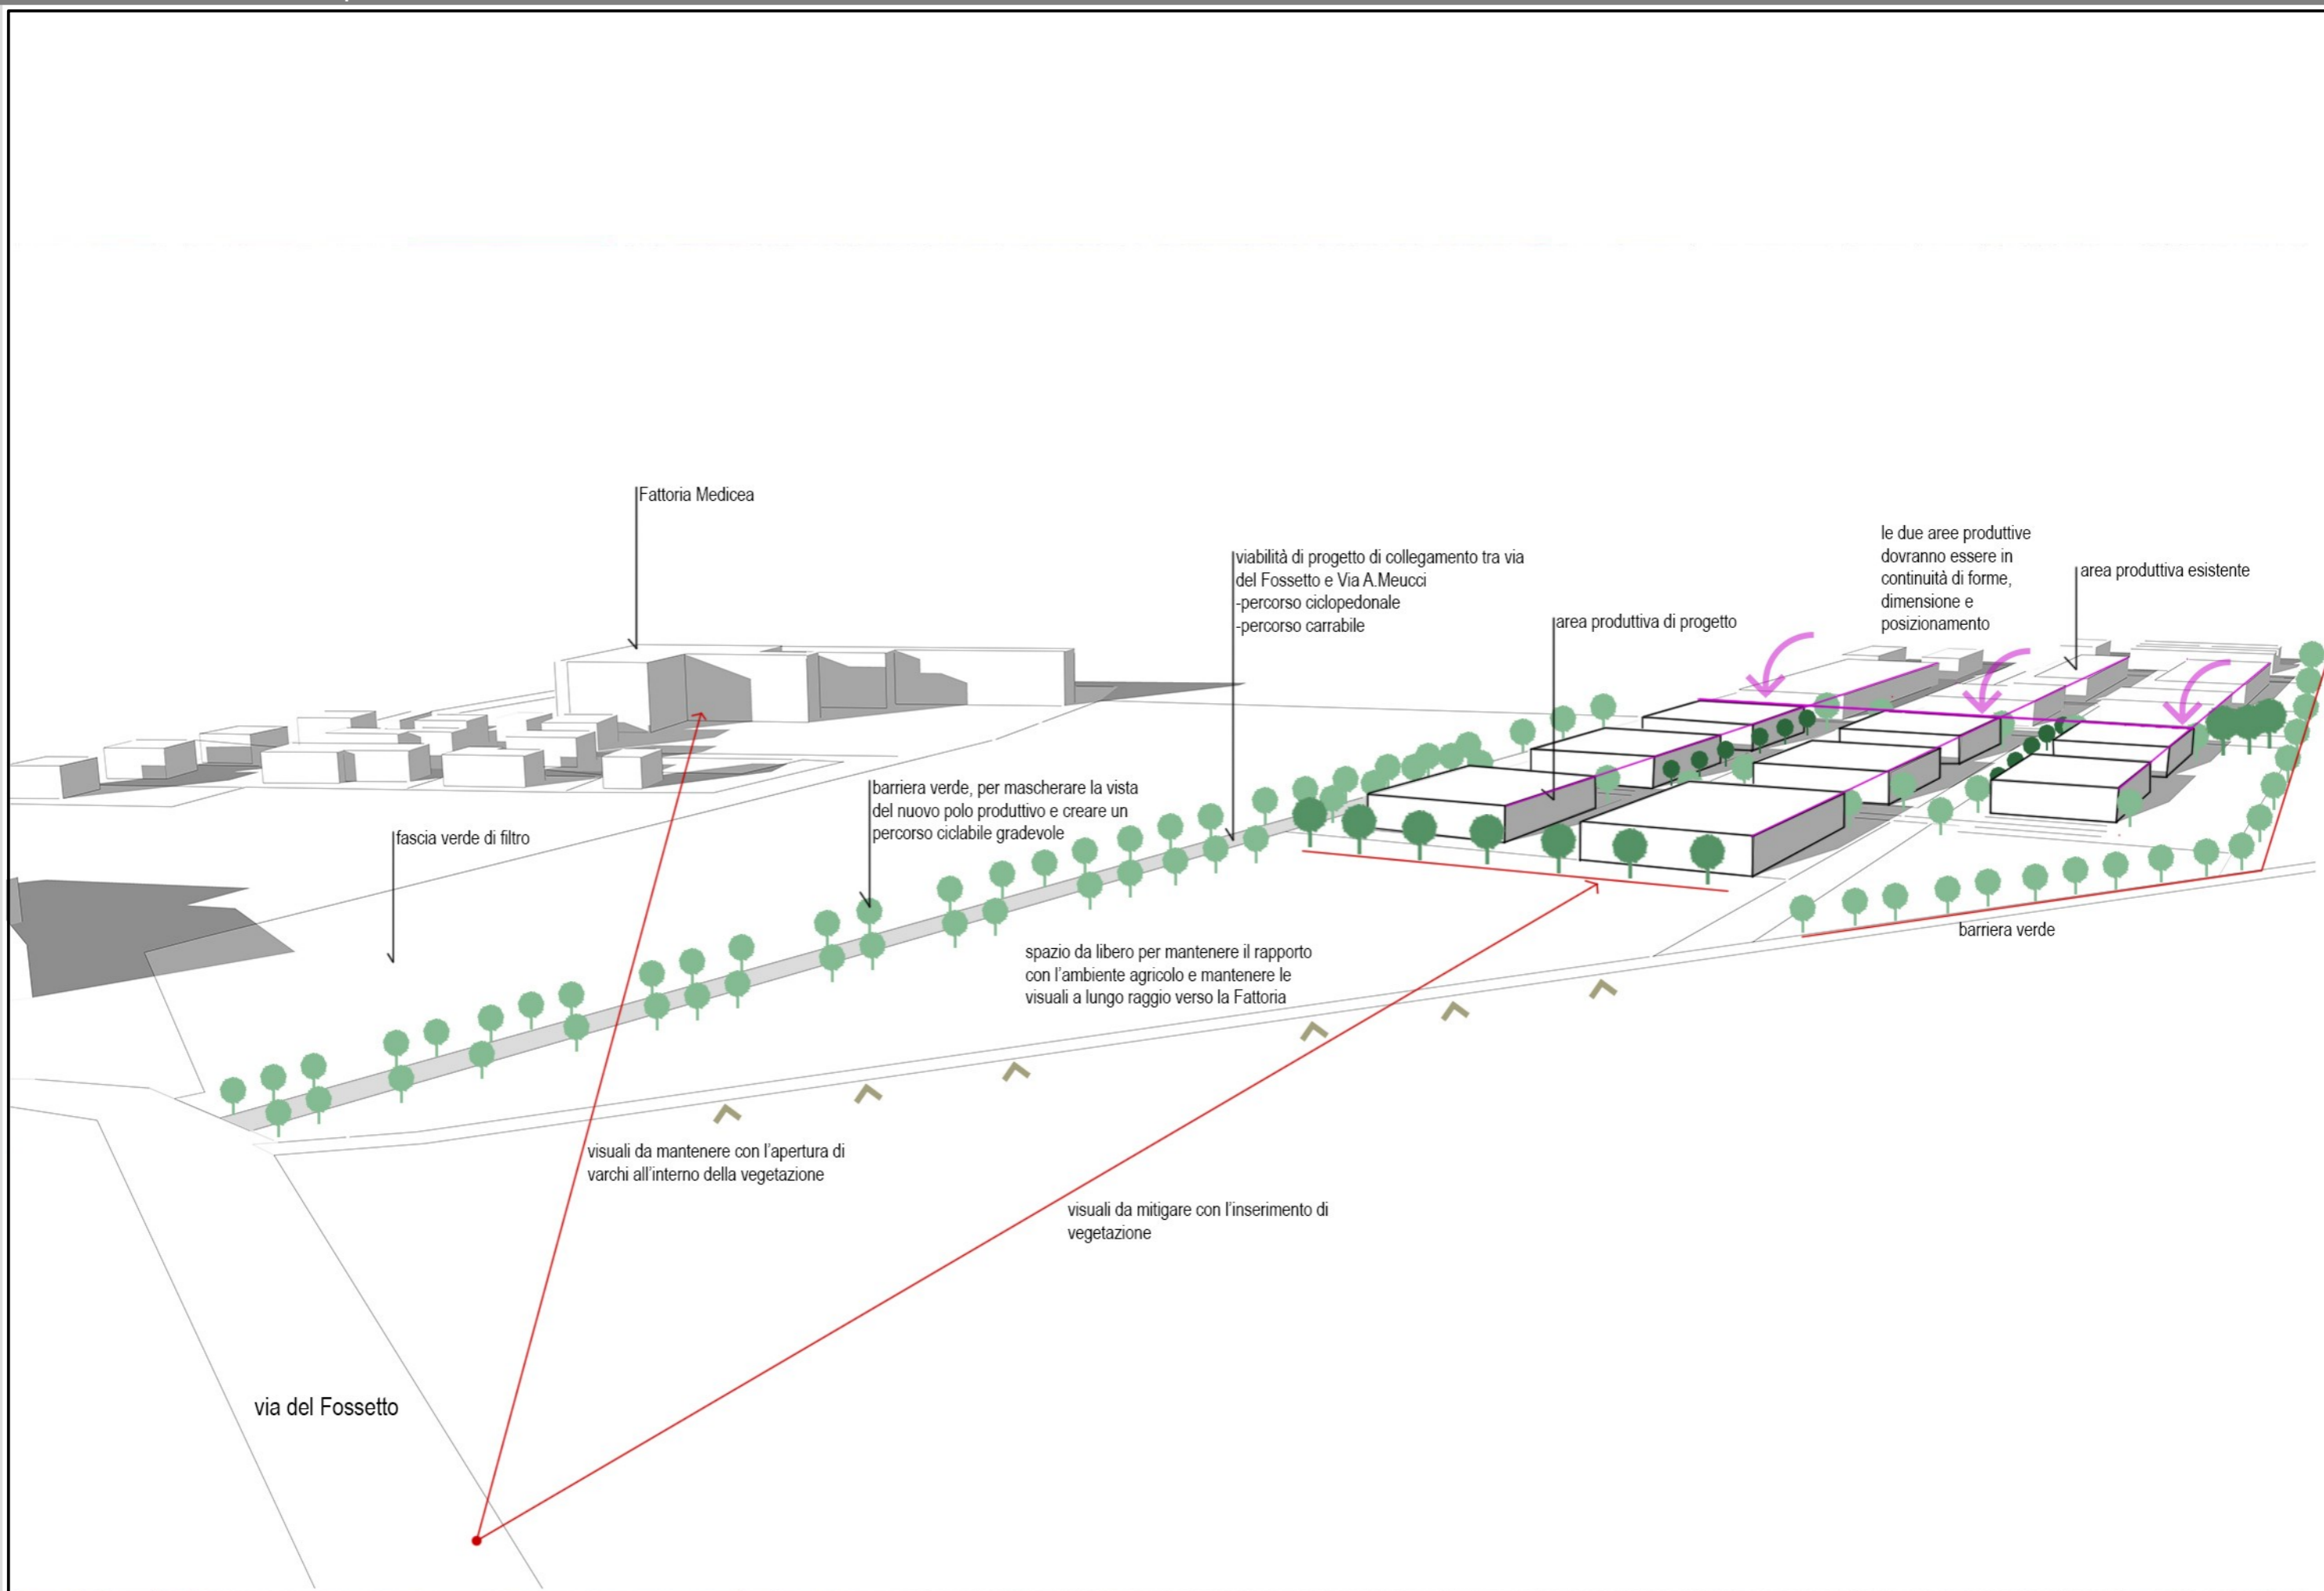 Fattoria Medicea
viabilità di progetto di collegamento tra via
del Fossetto e Via A.Meucci
-percorso ciclopedonale
-percorso carrabile
le due aree produttive
dovranno essere in
continuità di forme,
dimensione e
posizionamento
area produttiva esistente
area produttiva di progetto
barriera verde, per mascherare la vista
del nuovo polo produttivo e creare un
percorso ciclabile gradevole
fascia verde di filtro
spazio da libero per mantenere il rapporto
con l'ambiente agricolo e mantenere le
visuali a lungo raggio verso la Fattoria
barriera verde
visuali da mantenere con l'apertura di
varchi all'interno della vegetazione
visuali da mitigare con l'inserimento di
vegetazione
via del Fossetto